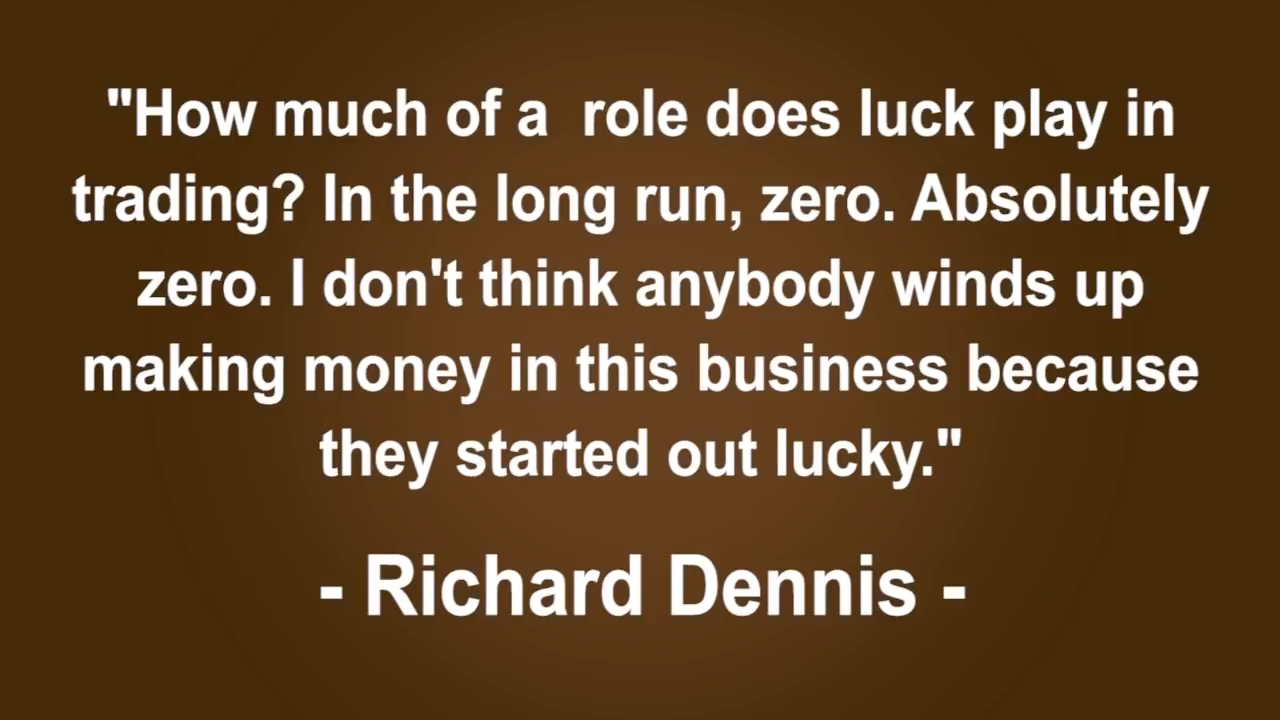 "How much of a  role does luck play in
trading? In the long run, zero. Absolutely
zero. I don't think anybody winds up
making money in this business because
they started out lucky."
- Richard Dennis -